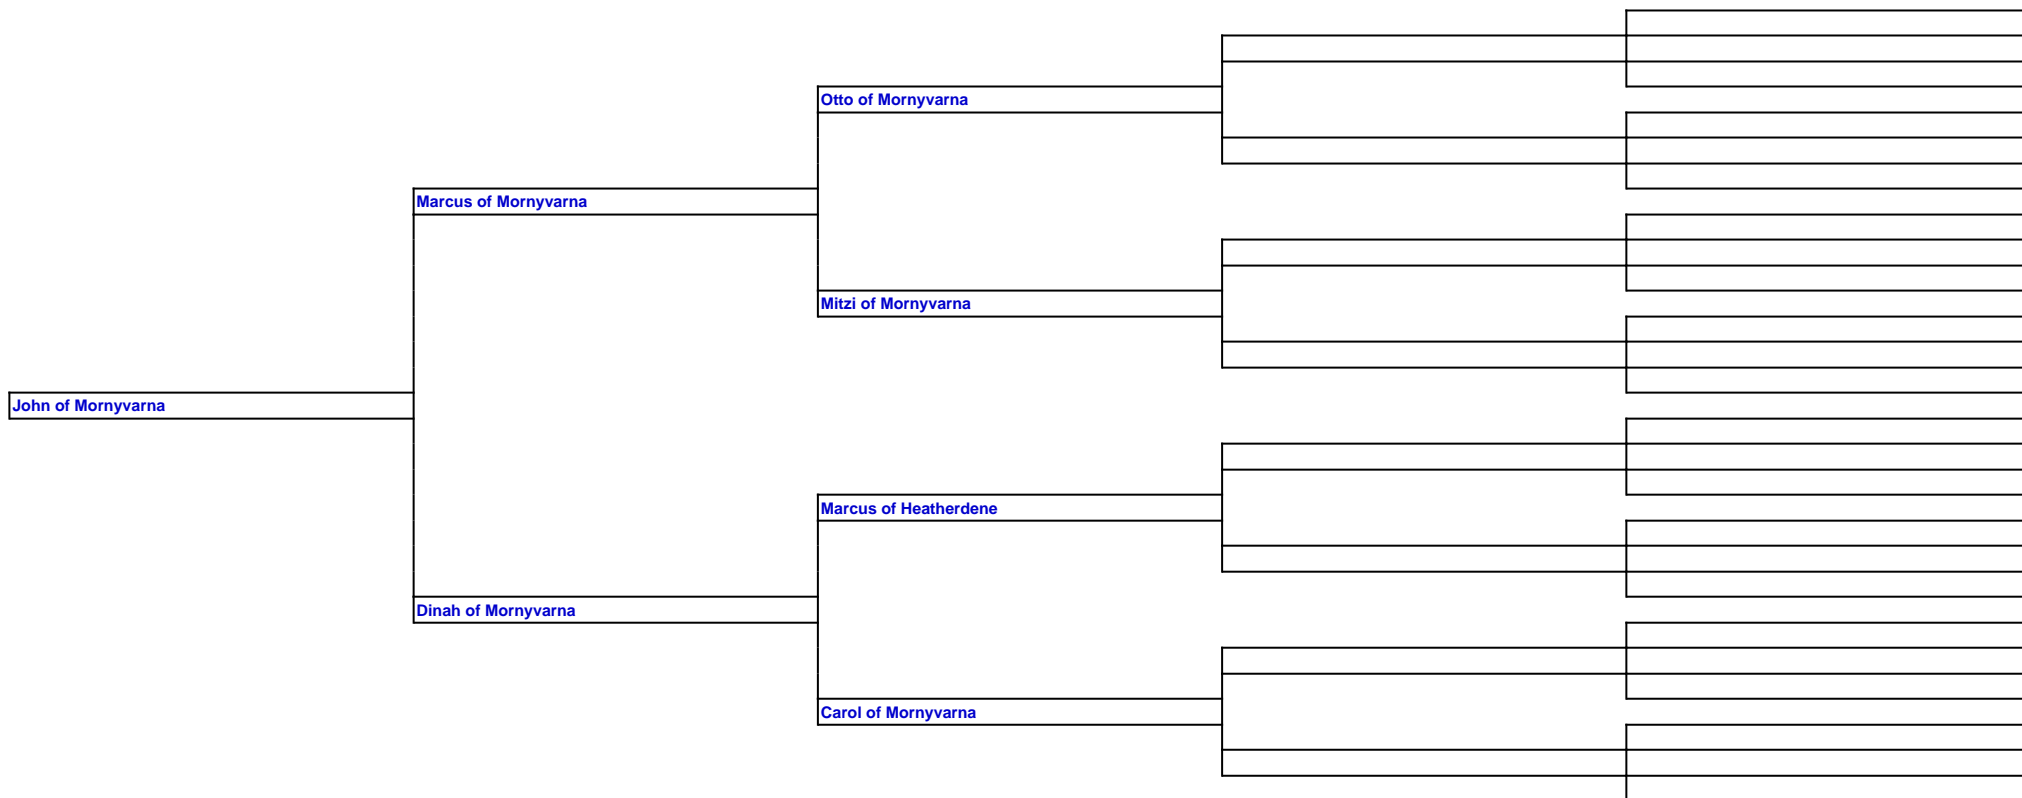 Otto of Mornyvarna
Marcus of Mornyvarna
Mitzi of Mornyvarna
John of Mornyvarna
Marcus of Heatherdene
Dinah of Mornyvarna
Carol of Mornyvarna